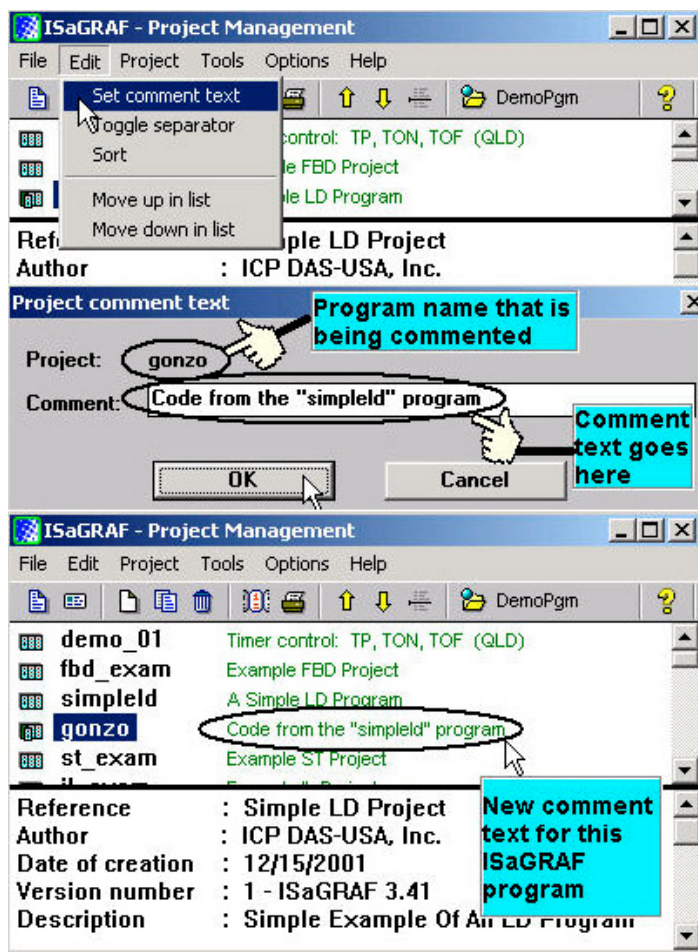 ISaGRAF - Project Management
File Edit Project Tools Options Help
Set comment text
DemoPgm
Toggle separator
control: TP, TON, TOF (QLD)
Sort
le FBD Project
Move up in list
le LD Program
Move down in list
Ref
ple LD Project
Author : ICP DAS-USA, Inc.
Project comment text
Program name that is
being commented
Project: gonzo
Comment: Code from the "simpleld" program
Comment
text goes
here
OK Cancel
ISaGRAF - Project Management
File Edit Project Tools Options Help
DemoPgm
demo_01 Timer control: TP, TON, TOF (QLD)
fbd_exam Example FBD Project
simpleld A Simple LD Program
gonzo Code from the "simpleld" program
st_exam Example ST Project
Reference : Simple LD Project
Author : ICP DAS-USA, Inc.
Date of creation : 12/15/2001
Version number : 1 - ISaGRAF 3.41
Description : Simple Example Of An LD Program
New comment
text for this
ISaGRAF
program